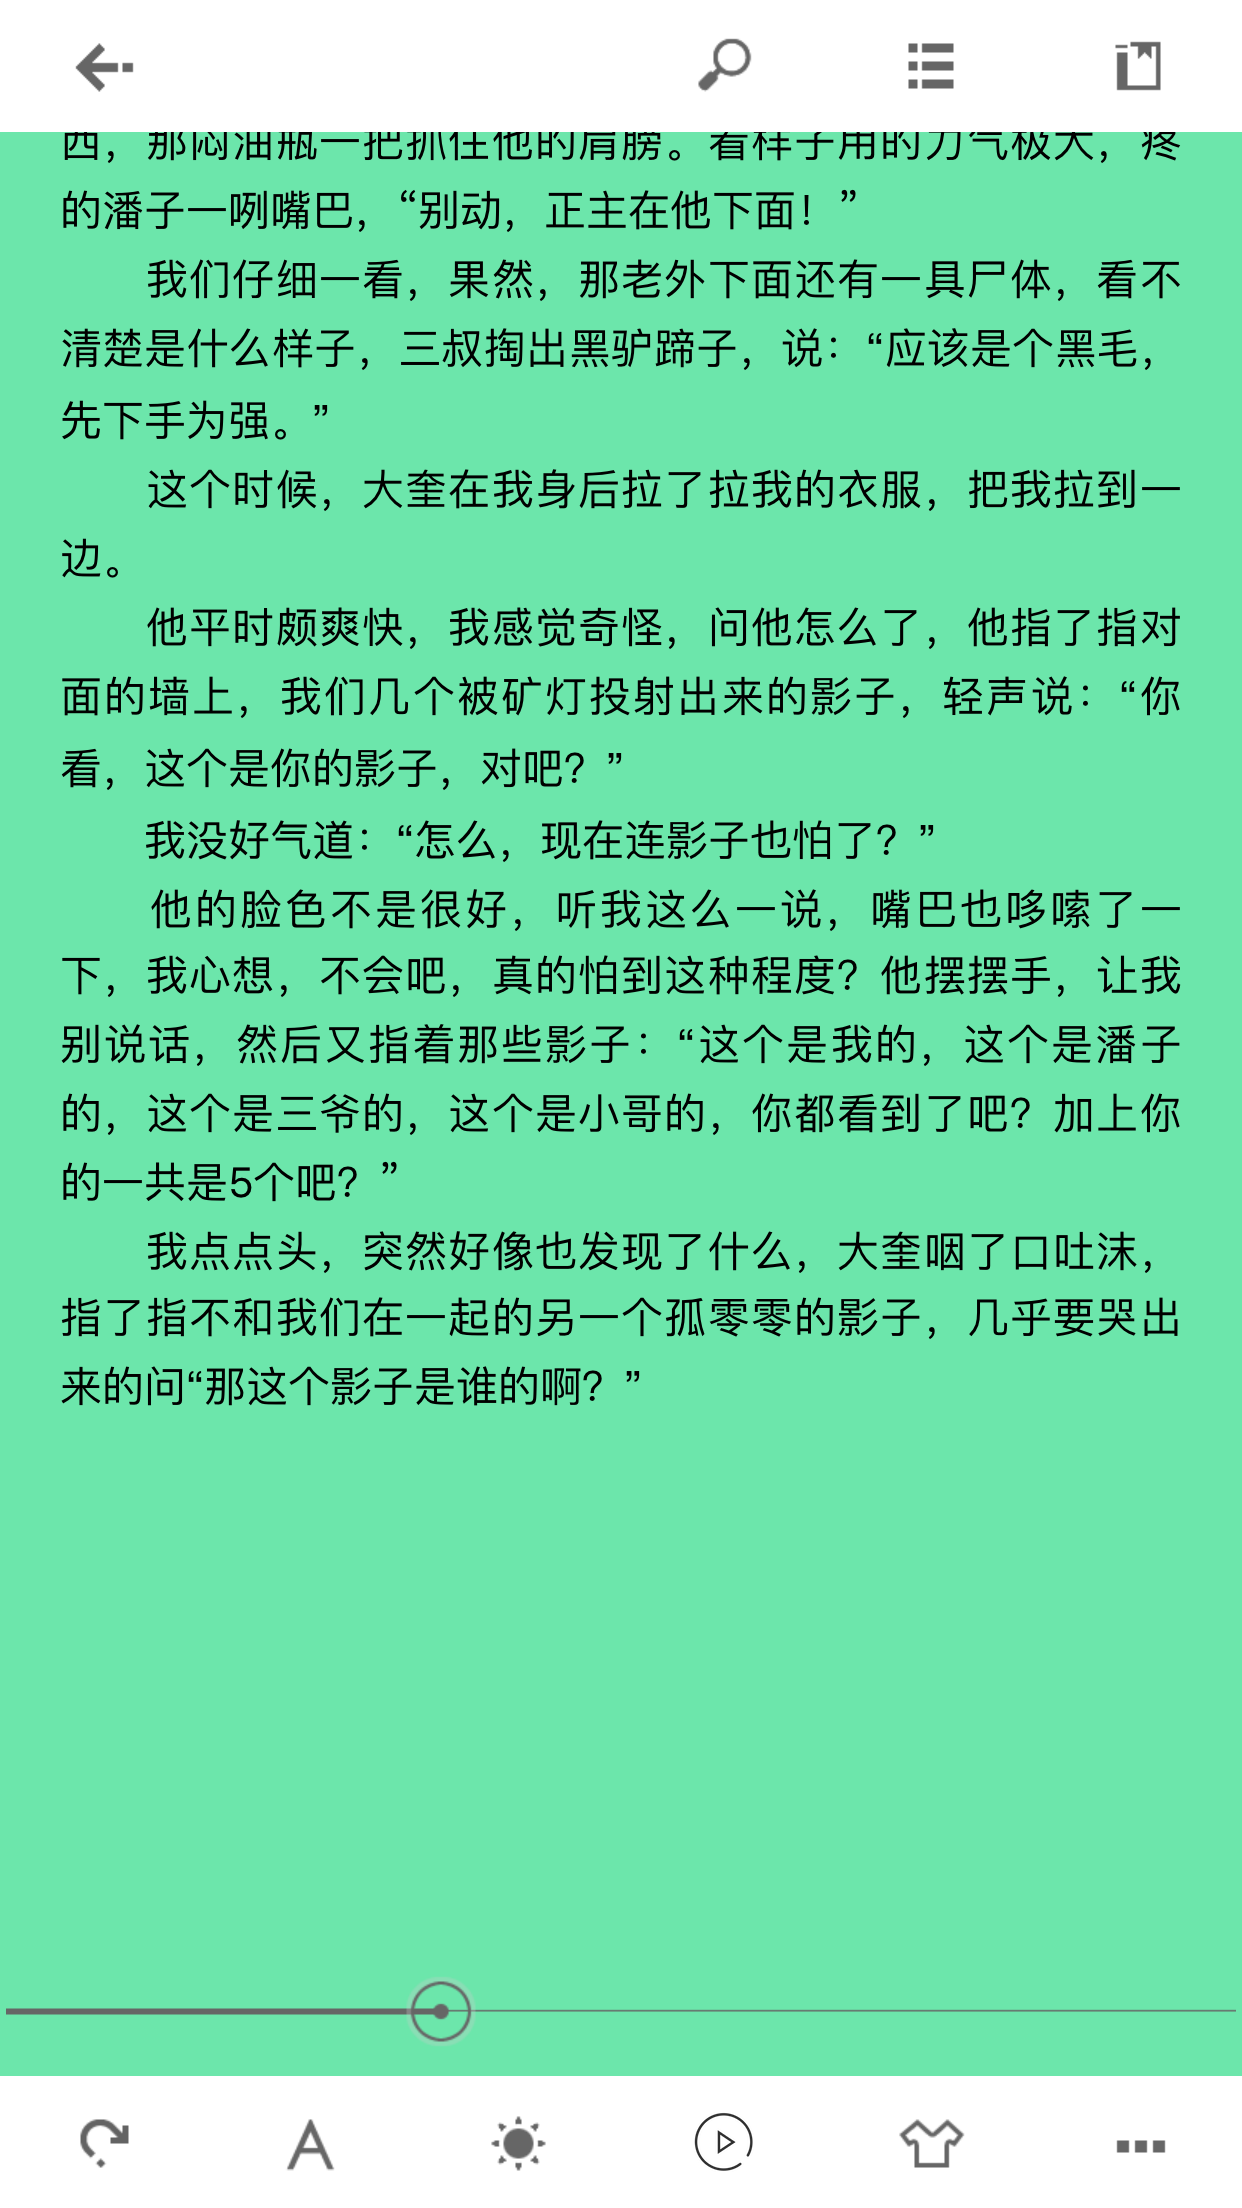 西，那闷油瓶一把抓住他的肩膀。看样子用的力气极大，疼
的潘子一咧嘴巴，“别动，正主在他下面！”
我们仔细一看，果然，那老外下面还有一具尸体，看不
清楚是什么样子，三叔掏出黑驴蹄子，说：“应该是个黑毛，
先下手为强。”
这个时候，大奎在我身后拉了拉我的衣服，把我拉到一
边。
他平时颇爽快，我感觉奇怪，问他怎么了，他指了指对
面的墙上，我们几个被矿灯投射出来的影子，轻声说：“你
看，这个是你的影子，对吧？”
我没好气道：“怎么，现在连影子也怕了？”
他的脸色不是很好，听我这么一说，嘴巴也哆嗦了一
下，我心想，不会吧，真的怕到这种程度？他摆摆手，让我
别说话，然后又指着那些影子：“这个是我的，这个是潘子
的，这个是三爷的，这个是小哥的，你都看到了吧？加上你
的一共是5个吧？”
我点点头，突然好像也发现了什么，大奎咽了口吐沫，
指了指不和我们在一起的另一个孤零零的影子，几乎要哭出
来的问“那这个影子是谁的啊？”
A